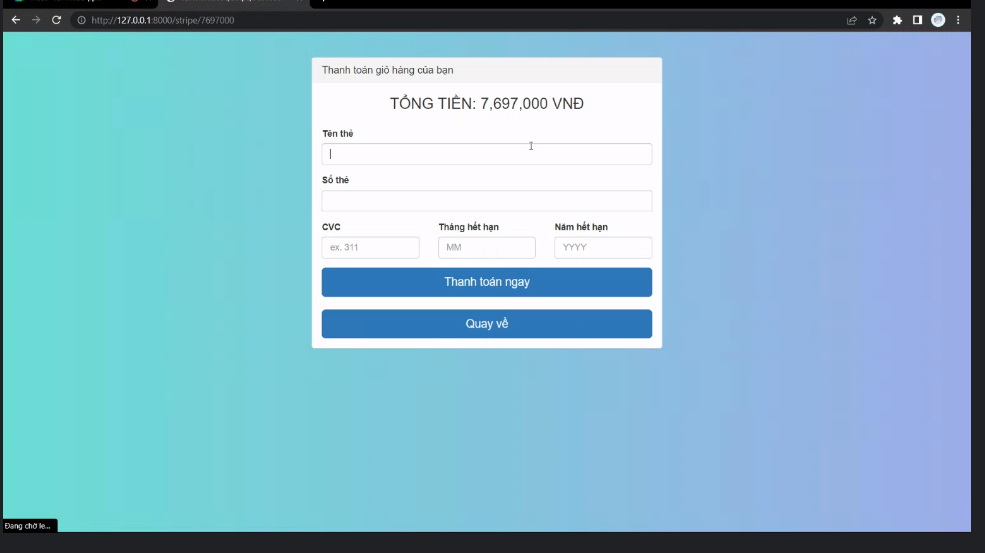 http://127.0.0.1:8000/stripe/7697000
Thanh toán giỏ hàng của bạn
TỔNG TIỀN: 7,697,000 VNĐ
Tên thẻ
Số thẻ
CVC Tháng hết hạn Năm hết hạn
ex. 311 MM YYYY
Thanh toán ngay
Quay về
Đang chờ le...